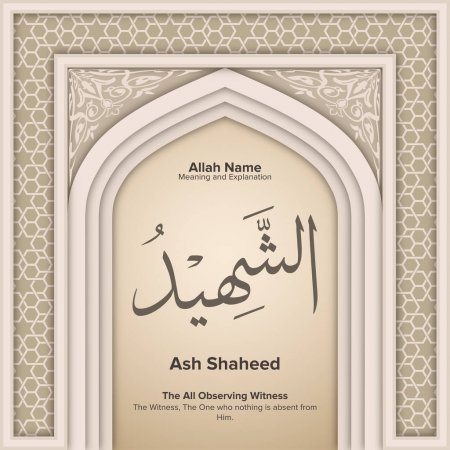 Allah Name
Meaning and Explanation
الشَّهِيْدُ
Ash Shaheed
The All Observing Witness
The Witness, The One who nothing is absent from
Him.